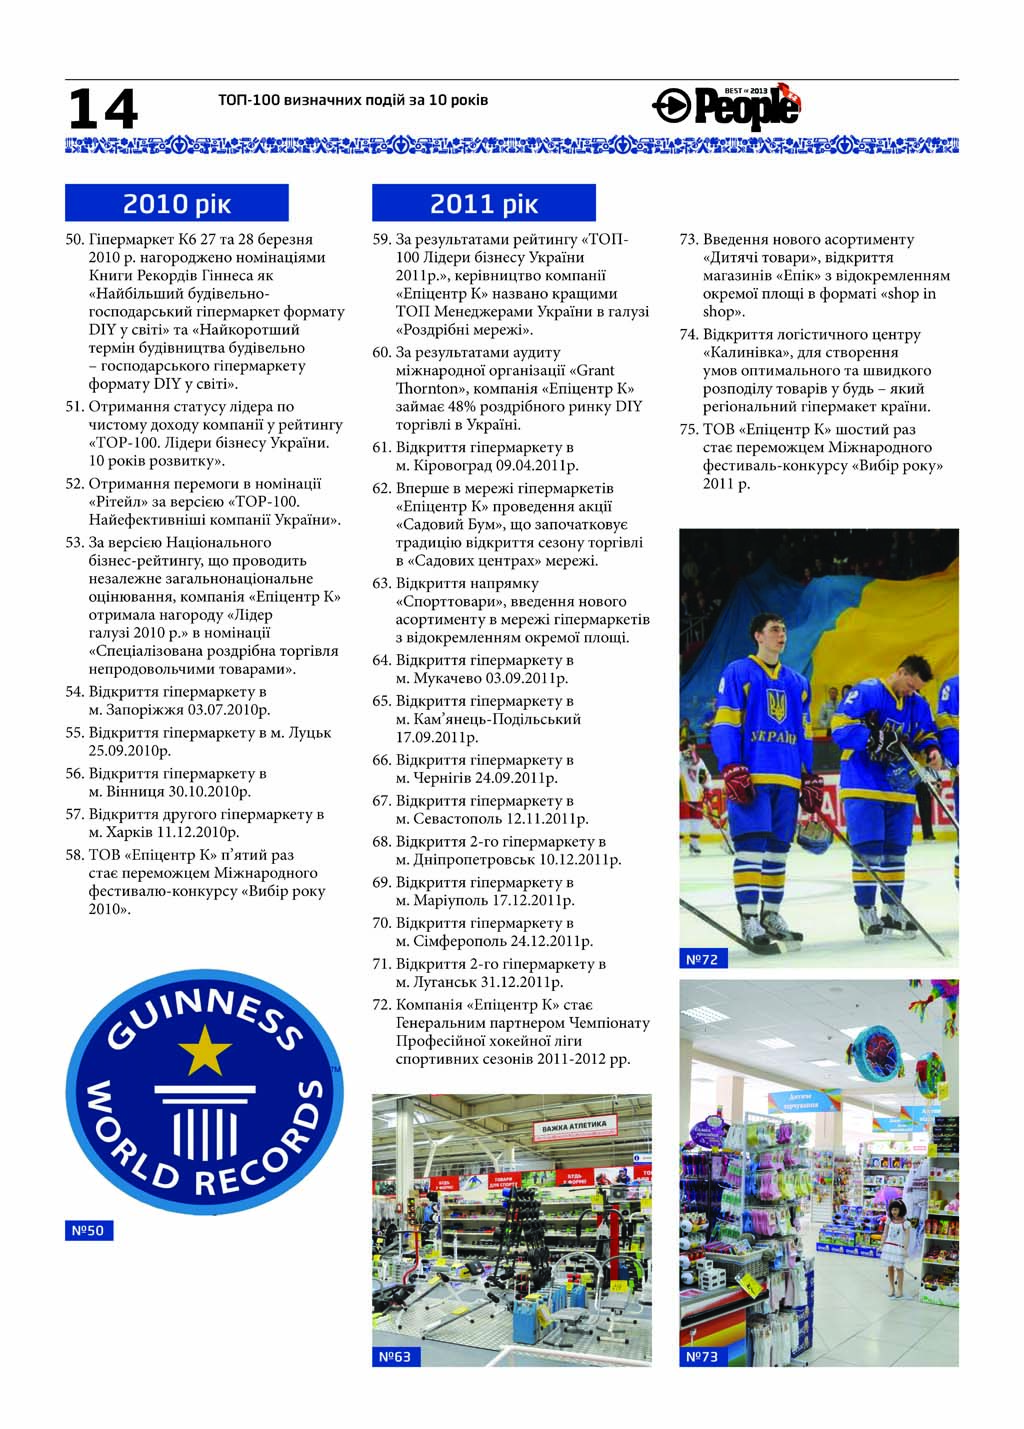 14
ТОП-100 визначних подій за 10 років
BEST OF 2013
People
2010 рік
50. Гіпермаркет К6 27 та 28 березня
2010 р. нагороджено номінаціями
Книги Рекордів Гіннеса як
«Найбільший будівельно-
господарський гіпермаркет формату
DIY у світі» та «Найкоротший
термін будівництва будівельно
– господарського гіпермаркету
формату DIY у світі».
51. Отримання статусу лідера по
чистому доходу компанії у рейтингу
«TOP-100. Лідери бізнесу України.
10 років розвитку».
52. Отримання перемоги в номінації
«Рітейл» за версією «TOP-100.
Найефективніші компанії України».
53. За версією Національного
бізнес-рейтингу, що проводить
незалежне загальнонаціональне
оцінювання, компанія «Епіцентр К»
отримала нагороду «Лідер
галузі 2010 р.» в номінації
«Спеціалізована роздрібна торгівля
непродовольчими товарами».
54. Відкриття гіпермаркету в
м. Запоріжжя 03.07.2010р.
55. Відкриття гіпермаркету в м. Луцьк
25.09.2010р.
56. Відкриття гіпермаркету в
м. Вінниця 30.10.2010р.
57. Відкриття другого гіпермаркету в
м. Харків 11.12.2010р.
58. ТОВ «Епіцентр К» п’ятий раз
стає переможцем Міжнародного
фестивалю-конкурсу «Вибір року
2010».
GUINNESS
WORLD RECORDS
TM
№50
2011 рік
59. За результатами рейтингу «ТОП-
100 Лідери бізнесу України
2011р.», керівництво компанії
«Епіцентр К» названо кращими
ТОП Менеджерами України в галузі
«Роздрібні мережі».
60. За результатами аудиту
міжнародної організації «Grant
Thornton», компанія «Епіцентр К»
займає 48% роздрібного ринку DIY
торгівлі в Україні.
61. Відкриття гіпермаркету в
м. Кіровоград 09.04.2011р.
62. Вперше в мережі гіпермаркетів
«Епіцентр К» проведення акції
«Садовий Бум», що започатковує
традицію відкриття сезону торгівлі
в «Садових центрах» мережі.
63. Відкриття напрямку
«Спорттовари», введення нового
асортименту в мережі гіпермаркетів
з відокремленням окремої площі.
64. Відкриття гіпермаркету в
м. Мукачево 03.09.2011р.
65. Відкриття гіпермаркету в
м. Кам’янець-Подільський
17.09.2011р.
66. Відкриття гіпермаркету в
м. Чернігів 24.09.2011р.
67. Відкриття гіпермаркету в
м. Севастополь 12.11.2011р.
68. Відкриття 2-го гіпермаркету в
м. Дніпропетровськ 10.12.2011р.
69. Відкриття гіпермаркету в
м. Маріуполь 17.12.2011р.
70. Відкриття гіпермаркету в
м. Сімферополь 24.12.2011р.
71. Відкриття 2-го гіпермаркету в
м. Луганськ 31.12.2011р.
72. Компанія «Епіцентр К» стає
Генеральним партнером Чемпіонату
Професійної хокейної ліги
спортивних сезонів 2011-2012 рр.
ВАЖКА АТЛЕТИКА
БУДЬ У ФОРМІ
ТОВАРИ ДЛЯ СПОРТУ
БУДЬ У ФОРМІ
№63
73. Введення нового асортименту
«Дитячі товари», відкриття
магазинів «Епік» з відокремленням
окремої площі в форматі «shop in
shop».
74. Відкриття логістичного центру
«Калинівка», для створення
умов оптимального та швидкого
розподілу товарів у будь – який
регіональний гіпермакет країни.
75. ТОВ «Епіцентр К» шостий раз
стає переможцем Міжнародного
фестиваль-конкурсу «Вибір року»
2011 р.
УКРАЇНА
2
№72
Дитяче
харчування
№73